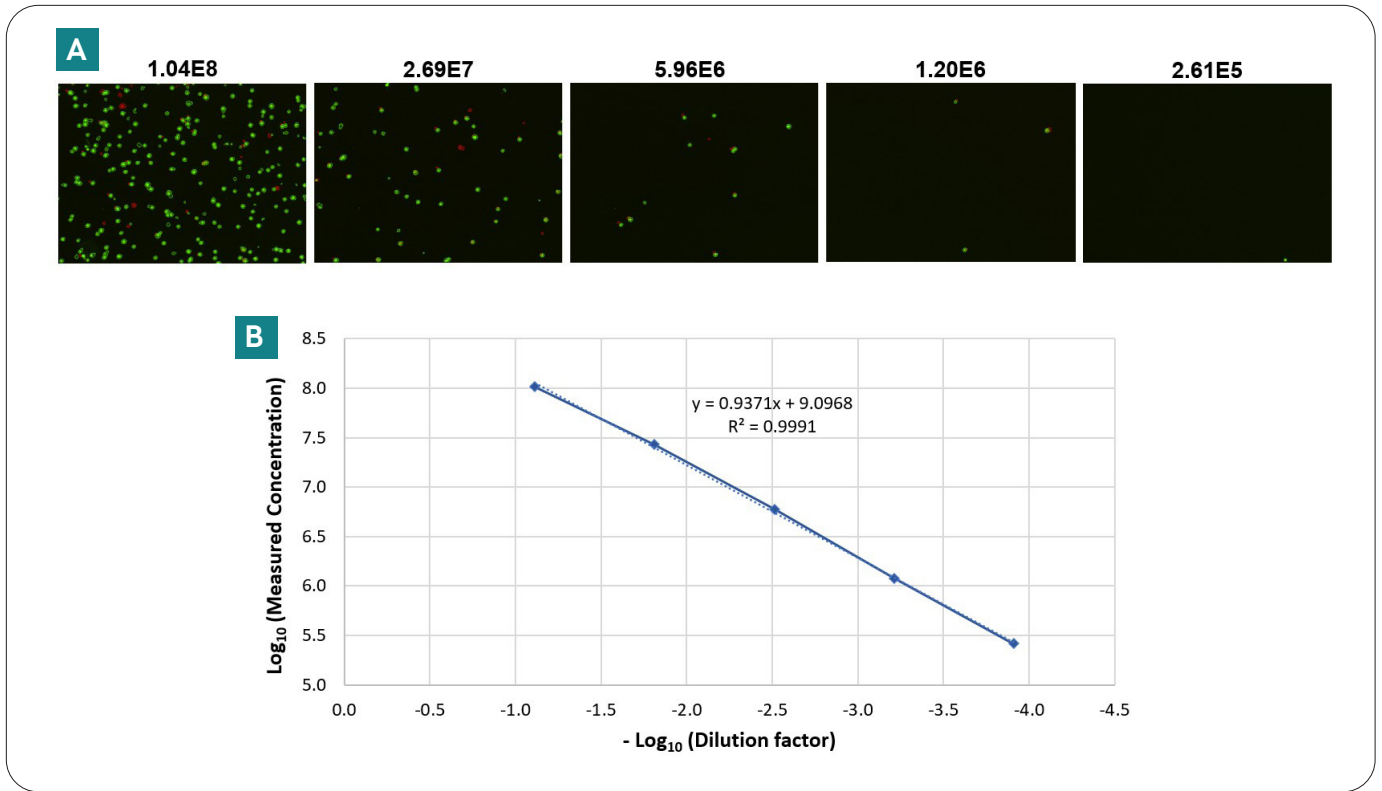 A
1.04E8 2.69E7 5.96E6 1.20E6 2.61E5
B
8.5
8.0
7.5
7.0
6.5
6.0
5.5
5.0
Log₁₀ (Measured Concentration)
y = 0.9371x + 9.0968
R² = 0.9991
0.0 -0.5 -1.0 -1.5 -2.0 -2.5 -3.0 -3.5 -4.0 -4.5
- Log₁₀ (Dilution factor)